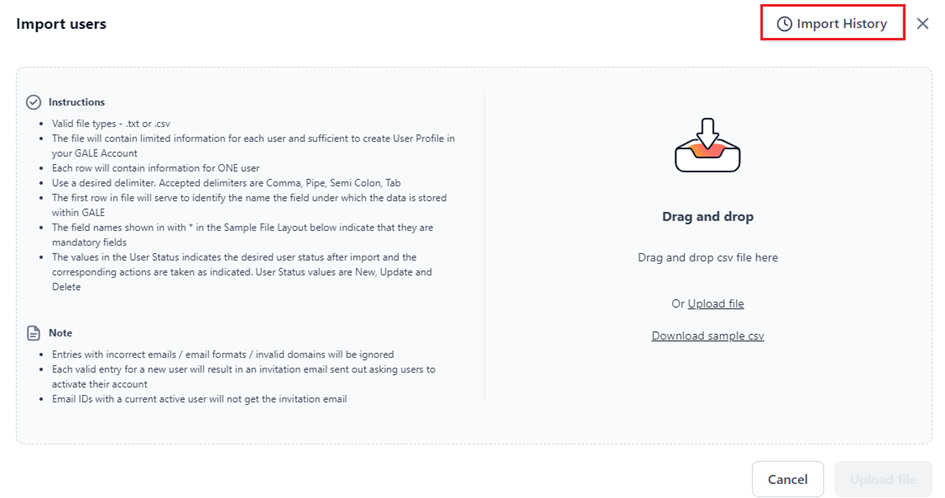 Import users
Import History
Instructions
• Valid file types - .txt or .csv
• The file will contain limited information for each user and sufficient to create User Profile in
your GALE Account
• Each row will contain information for ONE user
• Use a desired delimiter. Accepted delimiters are Comma, Pipe, Semi Colon, Tab
• The first row in file will serve to identify the name the field under which the data is stored
within GALE
• The field names shown in with * in the Sample File Layout below indicate that they are
mandatory fields
• The values in the User Status indicates the desired user status after import and the
corresponding actions are taken as indicated. User Status values are New, Update and
Delete
Note
• Entries with incorrect emails / email formats / invalid domains will be ignored
• Each valid entry for a new user will result in an invitation email sent out asking users to
activate their account
• Email IDs with a current active user will not get the invitation email
Drag and drop
Drag and drop csv file here
Or Upload file
Download sample csv
Cancel
Upload file